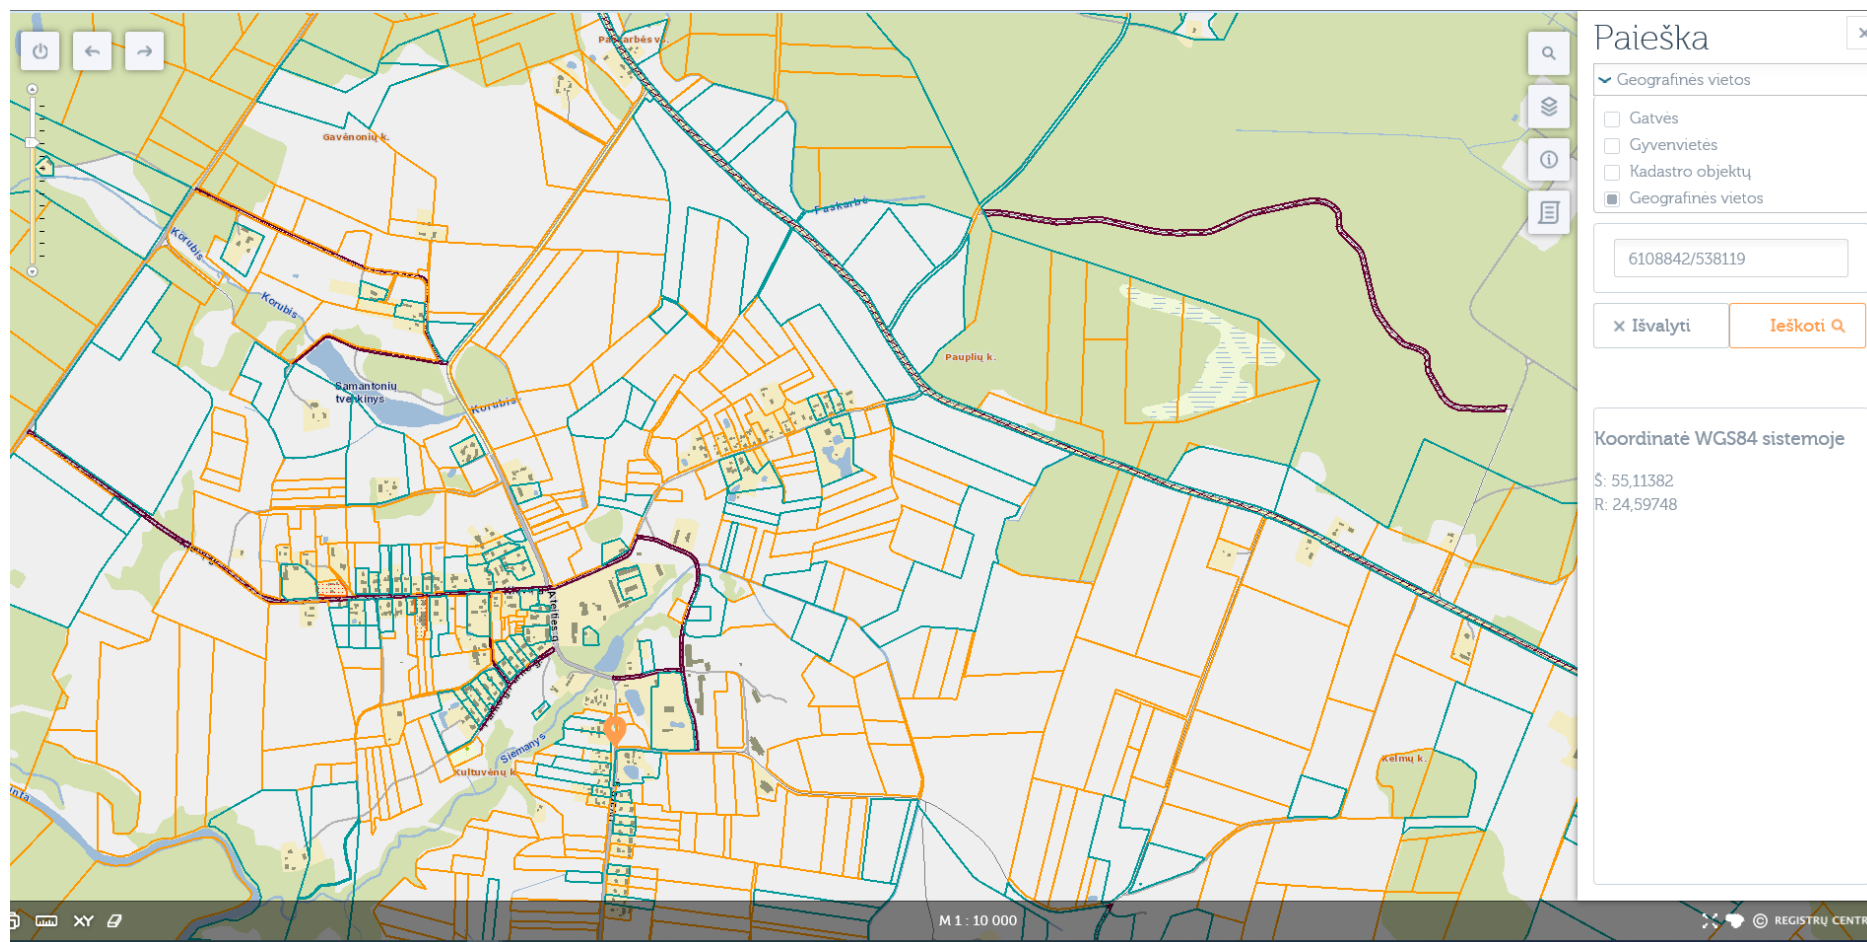 Paieška
Geografinės vietos
Gatvės
Gyvenvietės
Kadastro objektų
Geografinės vietos
6108842/538119
Išvalyti
Ieškoti
Koordinatė WGS84 sistemoje
Š: 55,11382
R: 24,59748
Gavėnonių k.
Paskarbė
Korubis
Korubis
Samantonių
tvenkinys
Korubis
Pauplių k.
Ateities g.
Siemanys
Kultuvėnų k.
Kelmų k.
XY
M 1 : 10 000
© REGISTRŲ CENTR